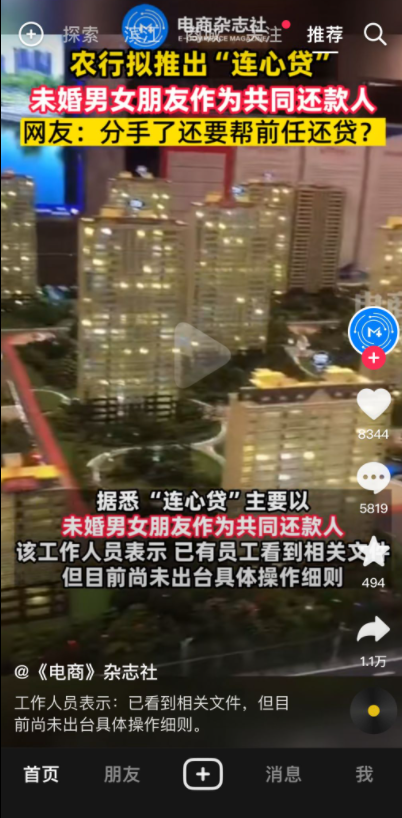 探索
关注
推荐
电商杂志社
农行拟推出“连心贷”
未婚男女朋友作为共同还款人
网友：分手了还要帮前任还贷？
8344
5819
494
1.1万
据悉 “连心贷”主要以
未婚男女朋友作为共同还款人
该工作人员表示 已有员工看到相关文件
但目前尚未出台具体操作细则
@《电商》杂志社
工作人员表示：已看到相关文件，但目
前尚未出台具体操作细则。
首页
朋友
消息
我